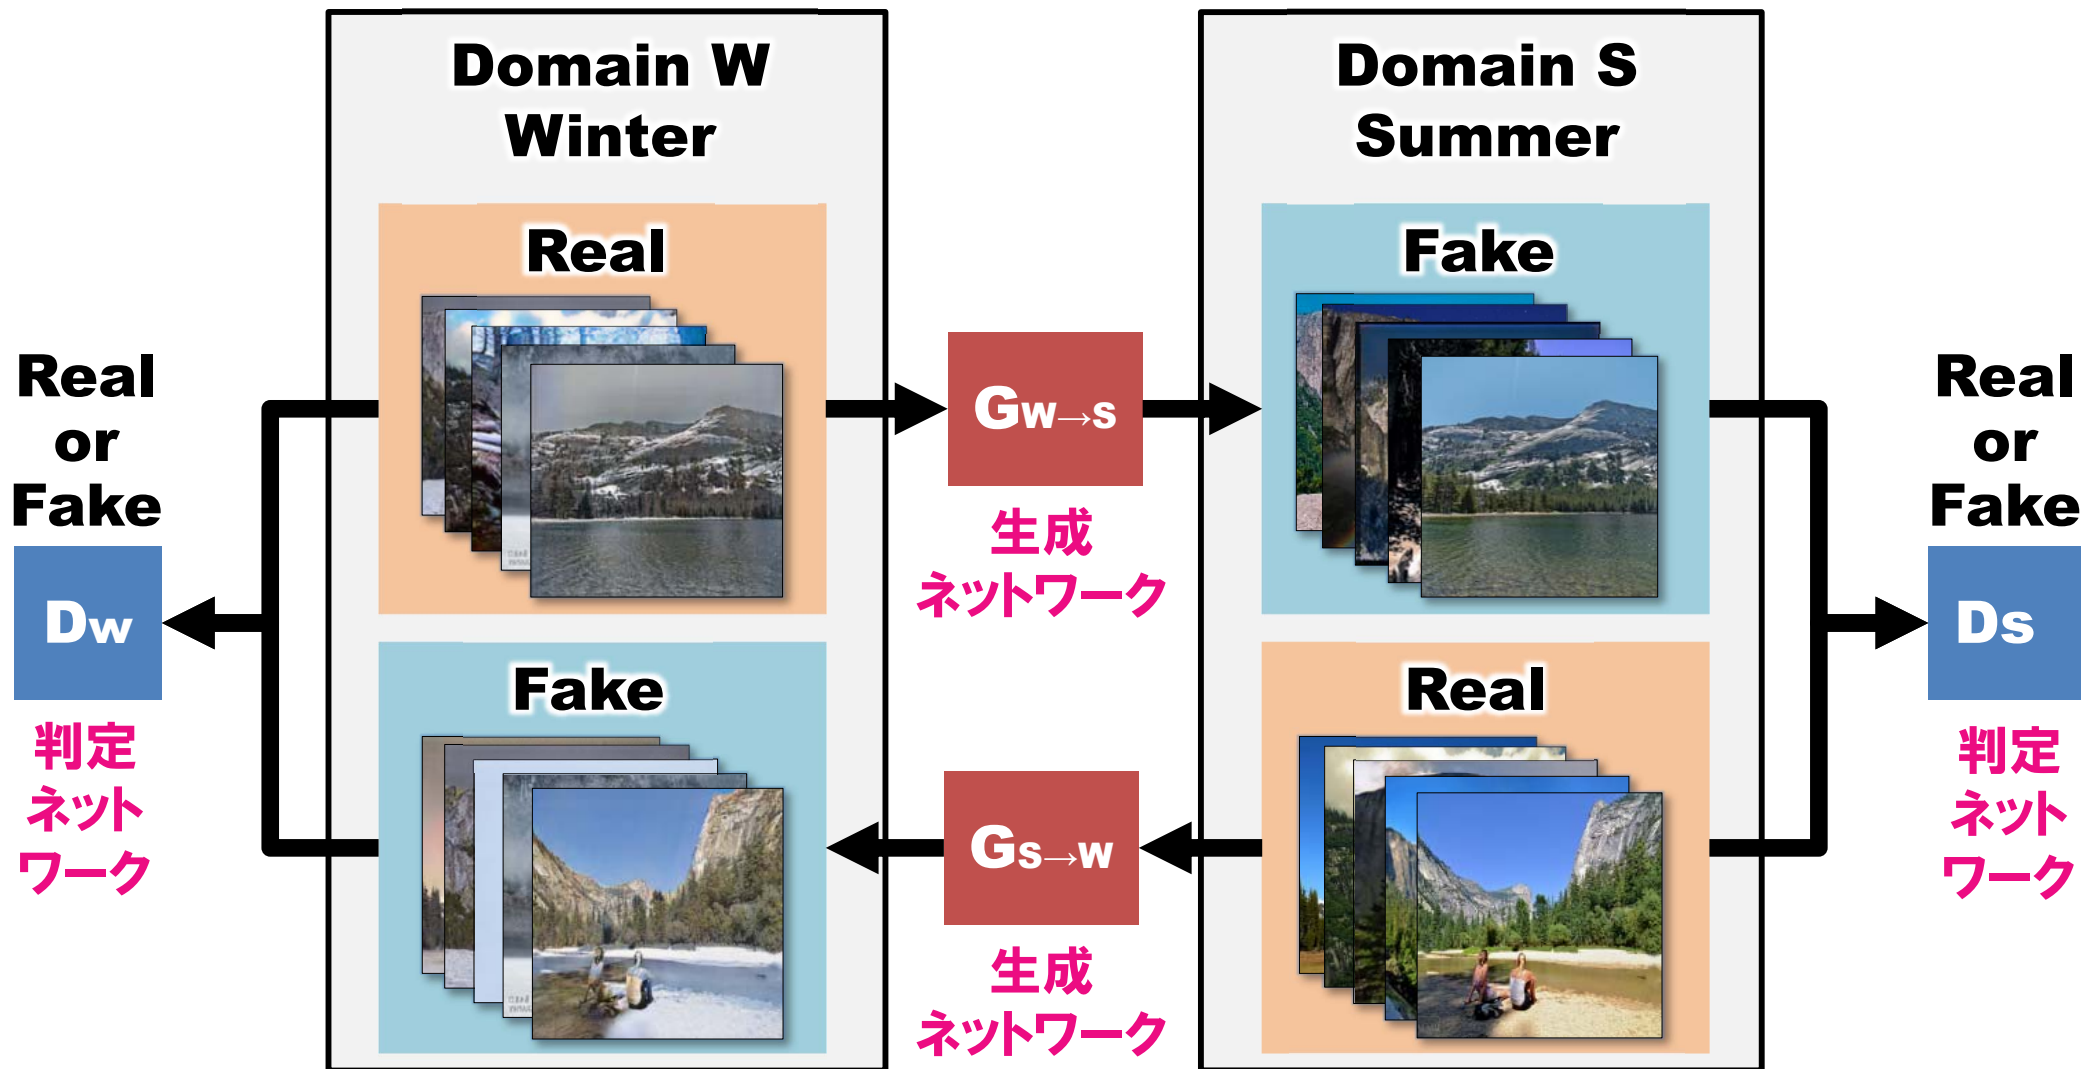 Domain W
Winter
Real
Fake
Real
or
Fake
Dw
判定
ネット
ワーク
Gw→s
生成
ネットワーク
Gs→w
生成
ネットワーク
Domain S
Summer
Fake
Real
Real
or
Fake
Ds
判定
ネット
ワーク